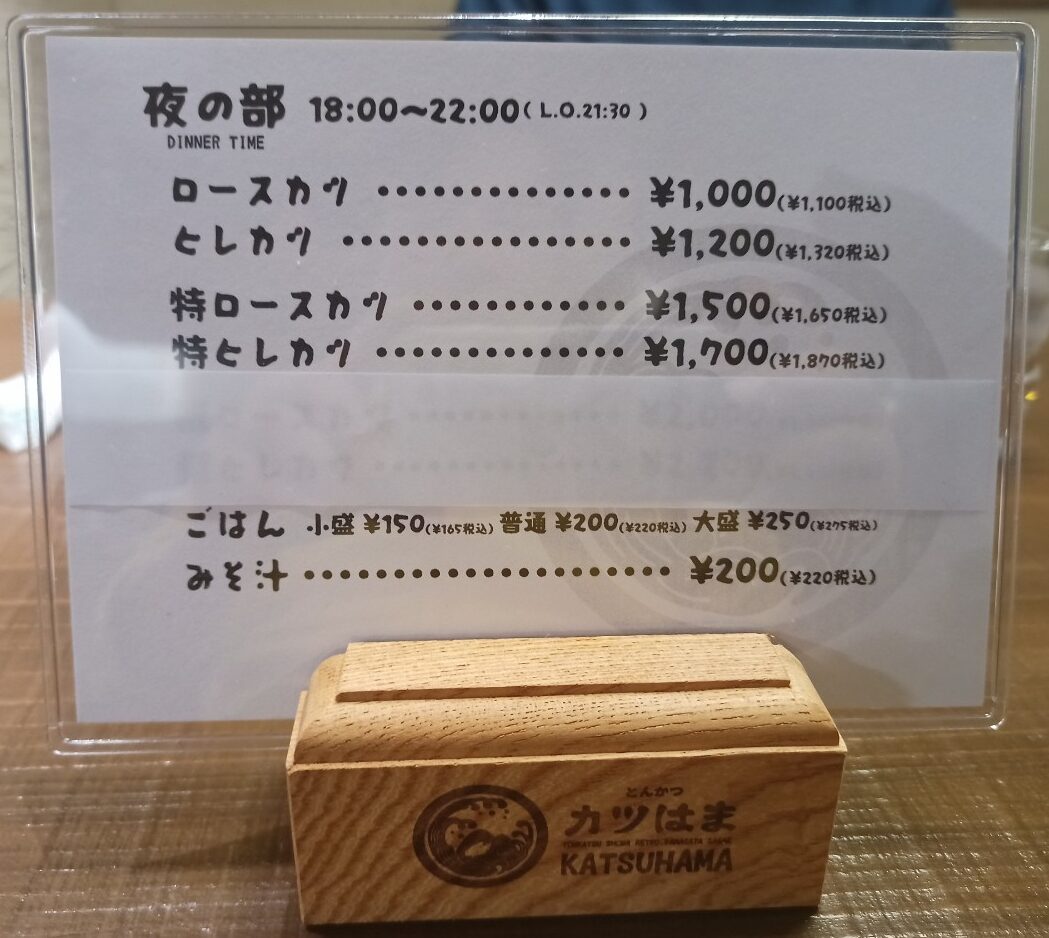 夜の部 18:00〜22:00(L.O.21:30)
DINNER TIME
ロースカツ ・・・・・・・・・・・・・・ ¥1,000(¥1,100税込)
ヒレカツ ・・・・・・・・・・・・・・・・ ¥1,200(¥1,320税込)
特ロースカツ ・・・・・・・・・・・・ ¥1,500(¥1,650税込)
特ヒレカツ ・・・・・・・・・・・・・・ ¥1,700(¥1,870税込)
ごはん 小盛 ¥150(¥165税込) 普通 ¥200(¥220税込) 大盛 ¥250(¥275税込)
みそ汁 ・・・・・・・・・・・・・・・・・・・・ ¥200(¥220税込)
とんかつ
カツはま
KATSUHAMA